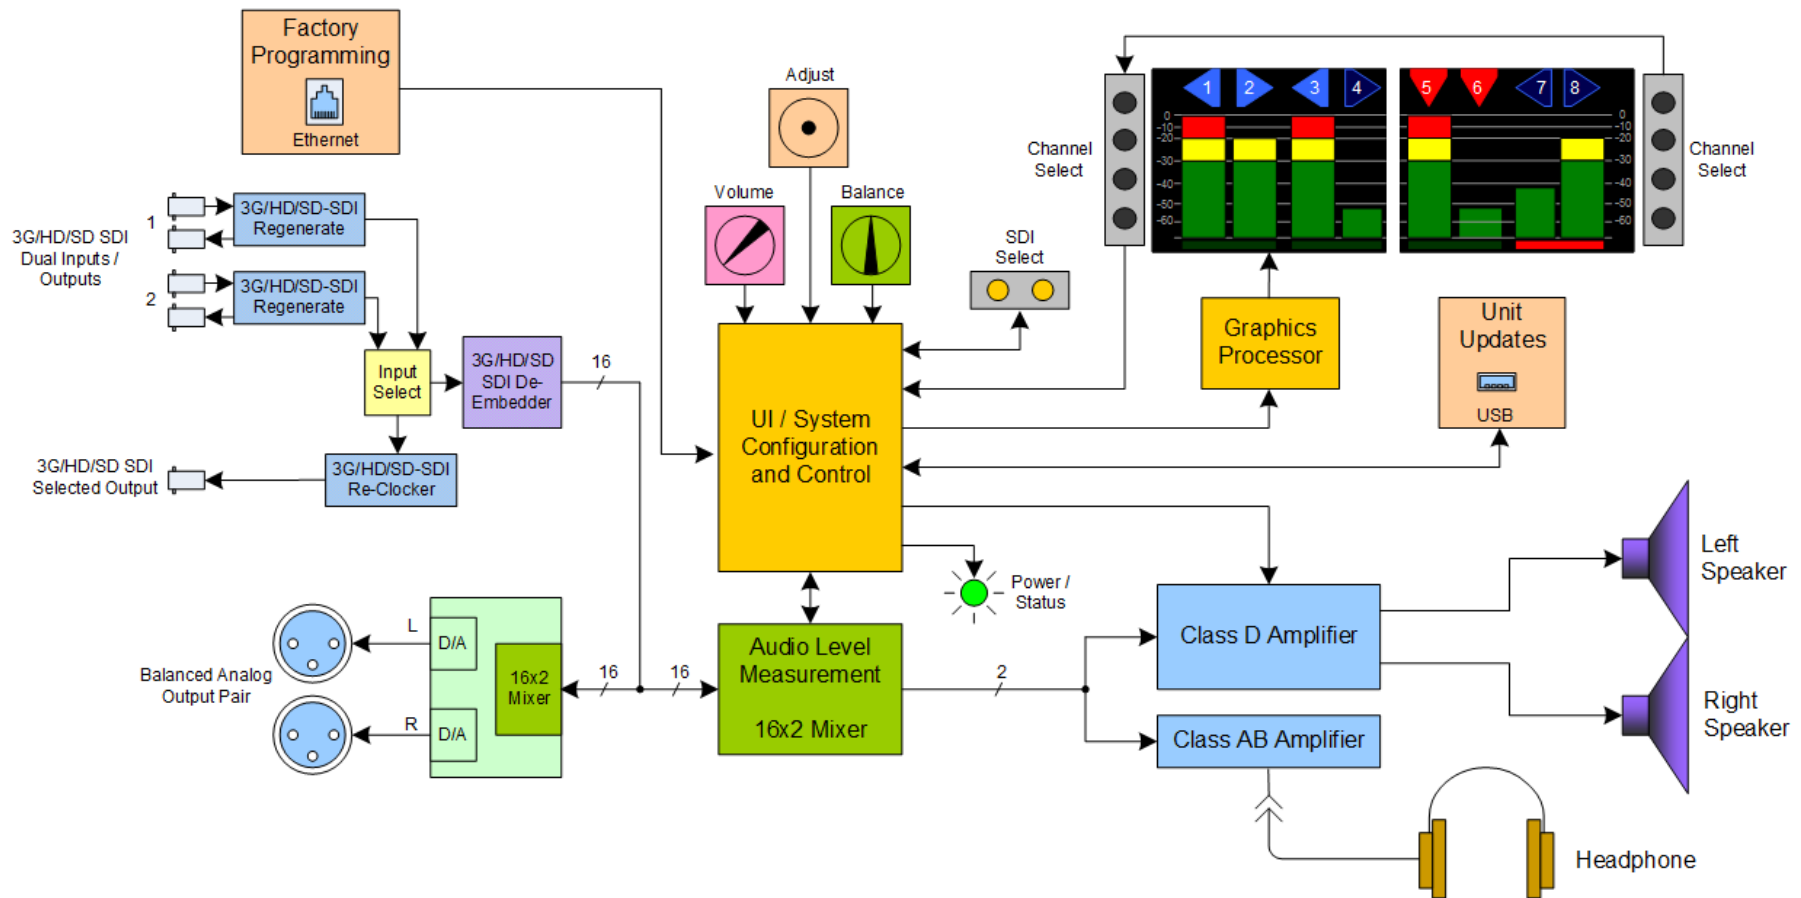 Factory
Programming
Ethernet
Adjust
Volume
Balance
SDI
Select
Channel
Select
1
2
3
4
0
-10
-20
-30
-40
-50
-60
5
6
7
8
0
-10
-20
-30
-40
-50
-60
Channel
Select
3G/HD/SD SDI
Dual Inputs /
Outputs
1
3G/HD/SD-SDI
Regenerate
2
3G/HD/SD-SDI
Regenerate
Input
Select
3G/HD/SD
SDI De-
Embedder
16
3G/HD/SD SDI
Selected Output
3G/HD/SD-SDI
Re-Clocker
UI / System
Configuration
and Control
Graphics
Processor
Unit
Updates
USB
Power /
Status
Balanced Analog
Output Pair
L
D/A
R
D/A
16x2
Mixer
16
16
Audio Level
Measurement
16x2 Mixer
2
Class D Amplifier
Class AB Amplifier
Left
Speaker
Right
Speaker
Headphone